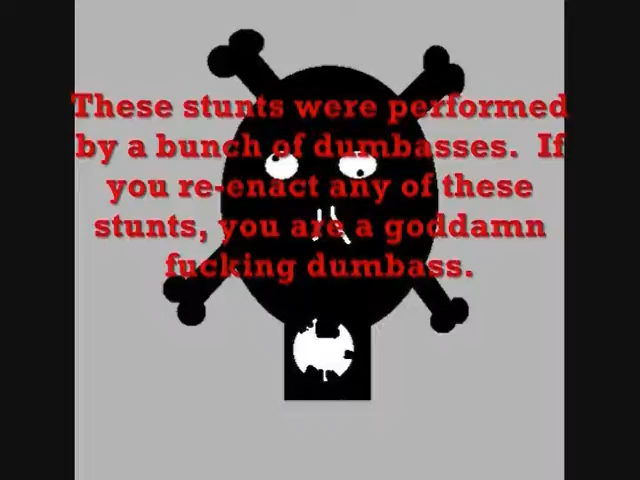 These stunts were performed
by a bunch of dumbasses.  If
you re-enact any of these
stunts, you are a goddamn
fucking dumbass.